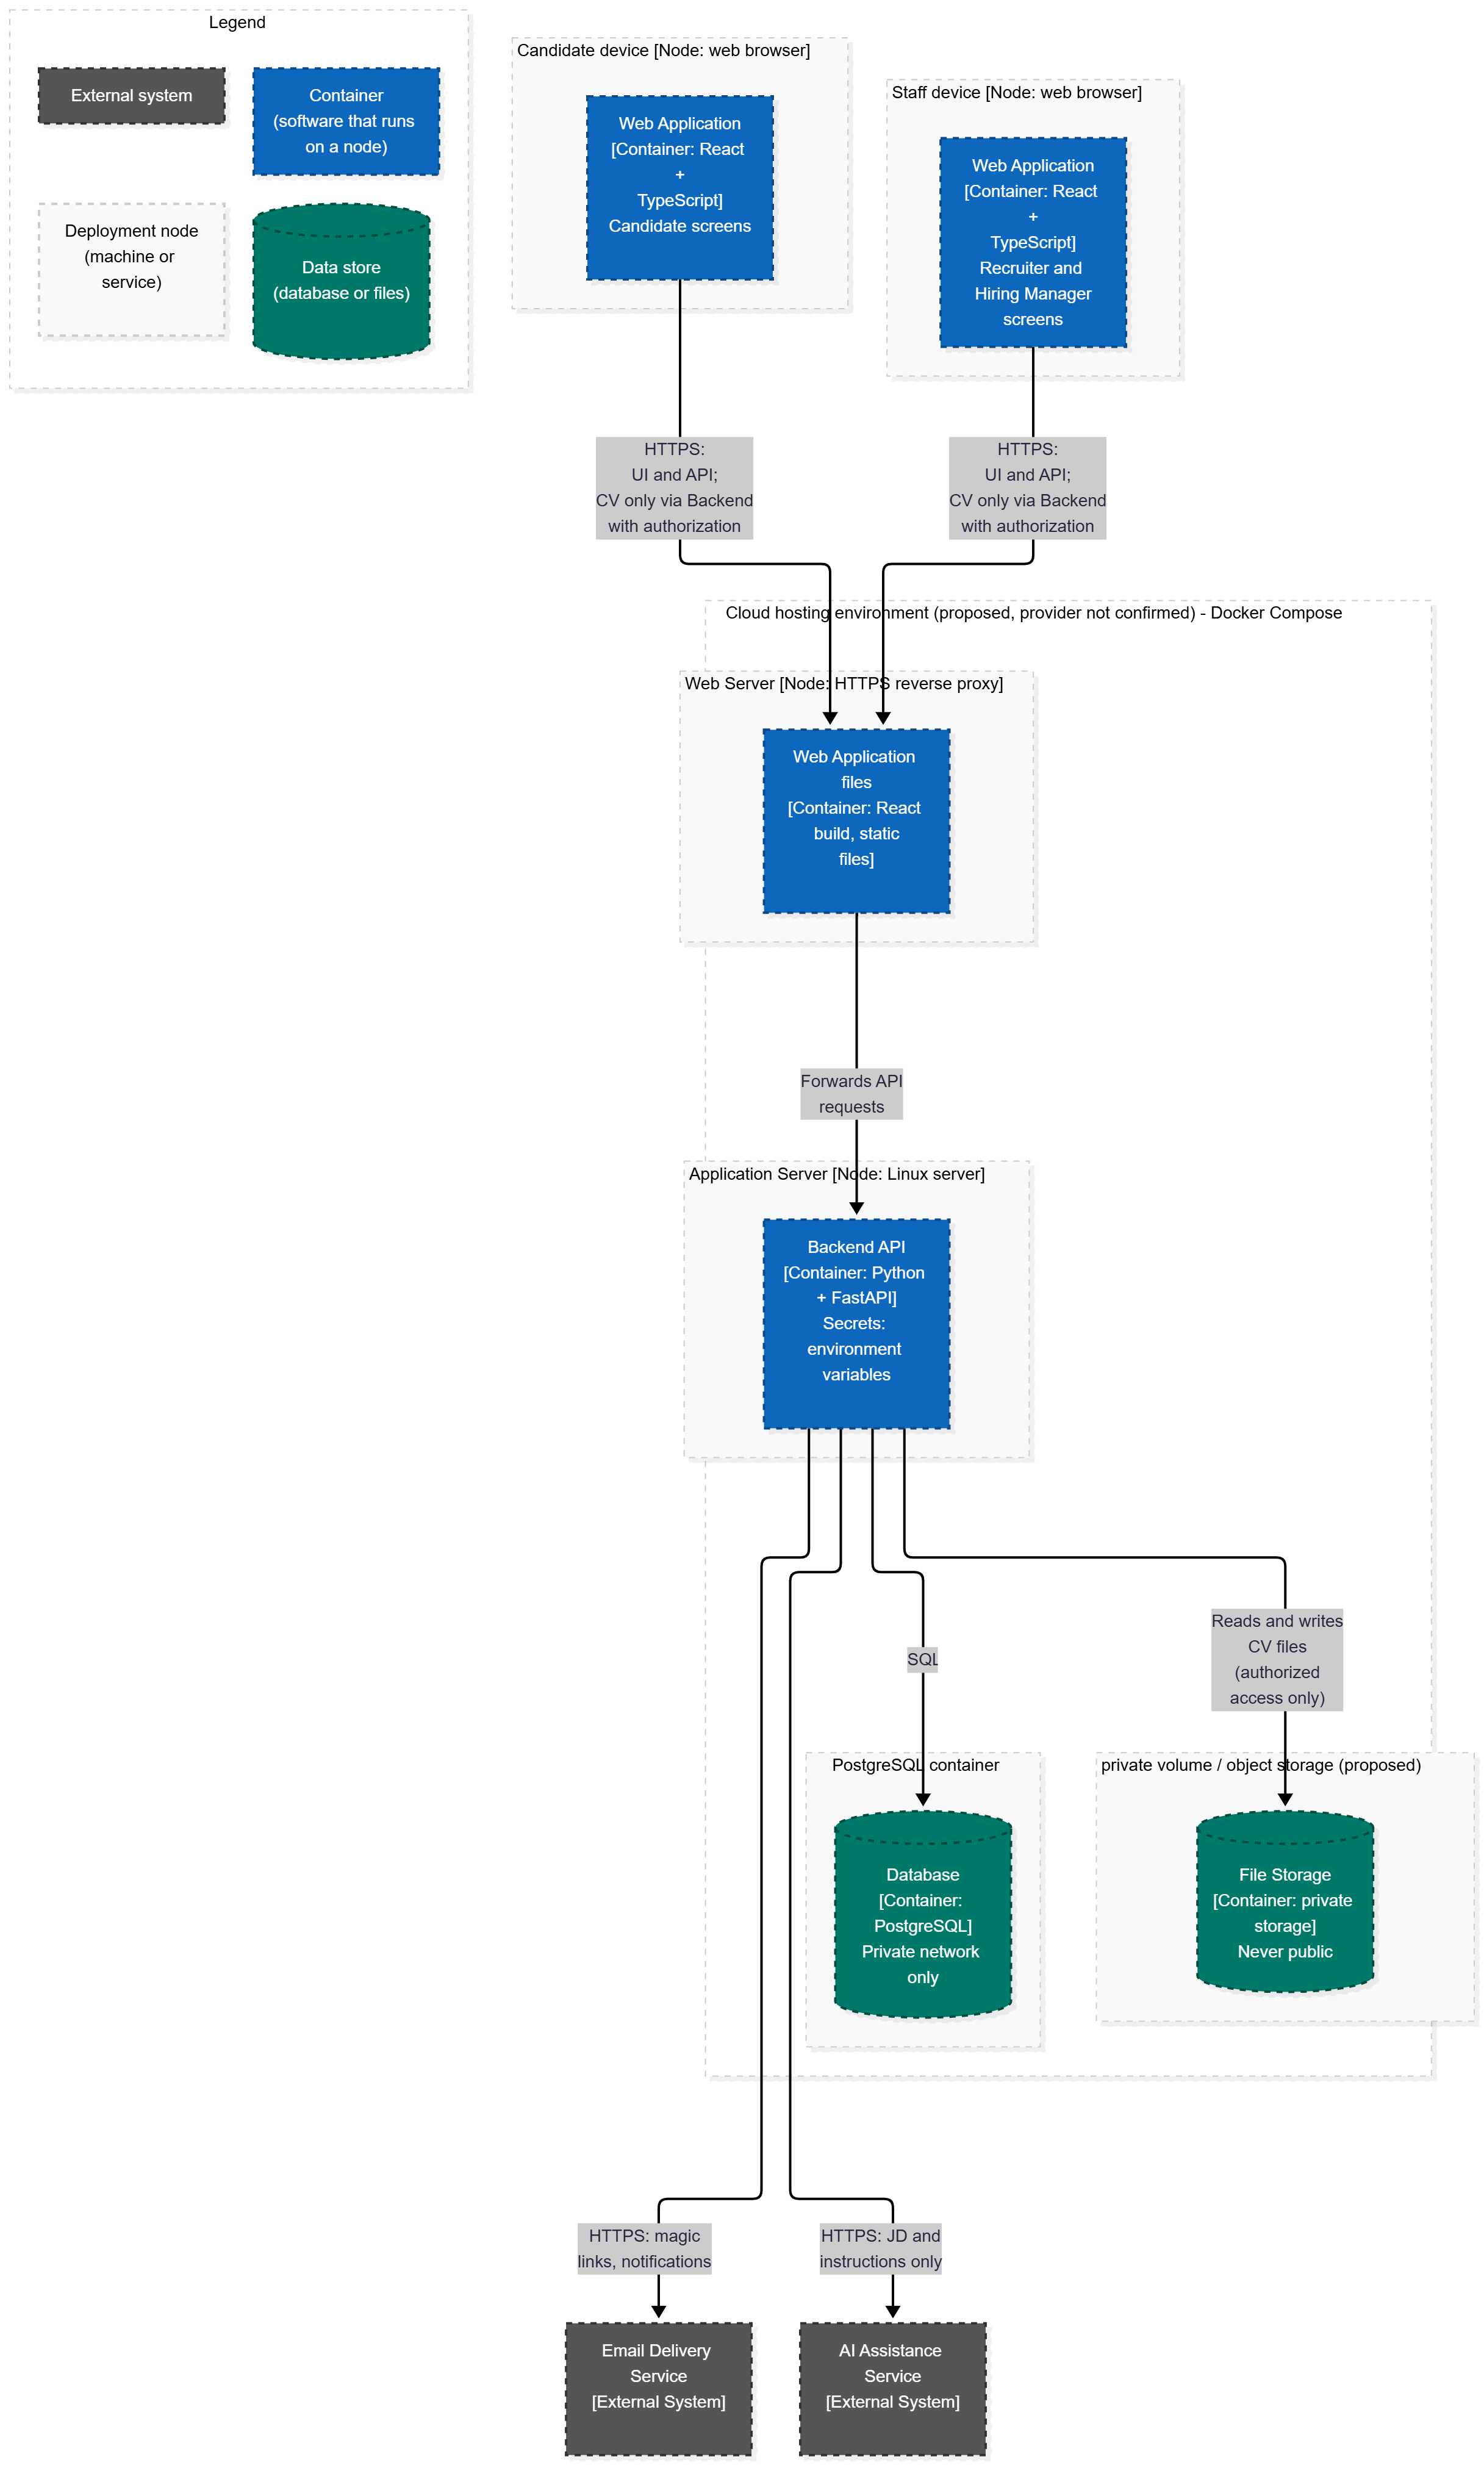 Legend
External system
Container
(software that runs
on a node)
Deployment node
(machine or
service)
Data store
(database or files)
Candidate device [Node: web browser]
Web Application
[Container: React
+
TypeScript]
Candidate screens
Staff device [Node: web browser]
Web Application
[Container: React
+
TypeScript]
Recruiter and
Hiring Manager
screens
HTTPS:
UI and API;
CV only via Backend
with authorization
HTTPS:
UI and API;
CV only via Backend
with authorization
Cloud hosting environment (proposed, provider not confirmed) - Docker Compose
Web Server [Node: HTTPS reverse proxy]
Web Application
files
[Container: React
build, static
files]
Forwards API
requests
Application Server [Node: Linux server]
Backend API
[Container: Python
+ FastAPI]
Secrets:
environment
variables
SQL
Reads and writes
CV files
(authorized
access only)
PostgreSQL container
Database
[Container:
PostgreSQL]
Private network
only
private volume / object storage (proposed)
File Storage
[Container: private
storage]
Never public
HTTPS: magic
links, notifications
HTTPS: JD and
instructions only
Email Delivery
Service
[External System]
AI Assistance
Service
[External System]